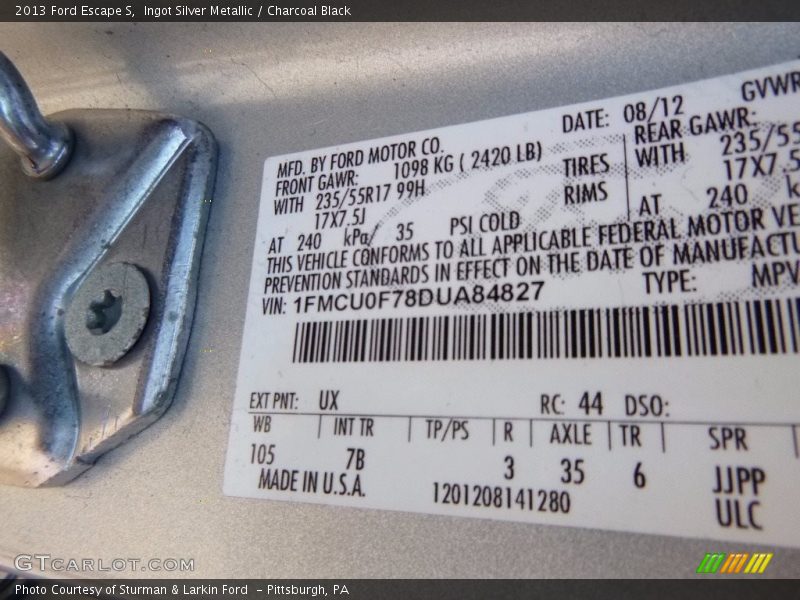 2013 Ford Escape S,  Ingot Silver Metallic / Charcoal Black
MFD. BY FORD MOTOR CO.
DATE: 08/12
GVWR
FRONT GAWR: 1098 KG ( 2420 LB)
REAR GAWR:
WITH 235/55R17 99H TIRES
WITH 235/55
17X7.5J RIMS
17X7.5
AT 240 kPa/ 35 PSI COLD
AT 240
THIS VEHICLE CONFORMS TO ALL APPLICABLE FEDERAL MOTOR VE
PREVENTION STANDARDS IN EFFECT ON THE DATE OF MANUFACTU
VIN: 1FMCU0F78DUA84827
TYPE: MPV
EXT PNT: UX RC: 44 DSO:
WB INT TR TP/PS R AXLE TR SPR
105 7B 3 35 6 JJPP
MADE IN U.S.A. 1201208141280 ULC
GTCARLOT.COM
Photo Courtesy of Sturman & Larkin Ford  - Pittsburgh, PA